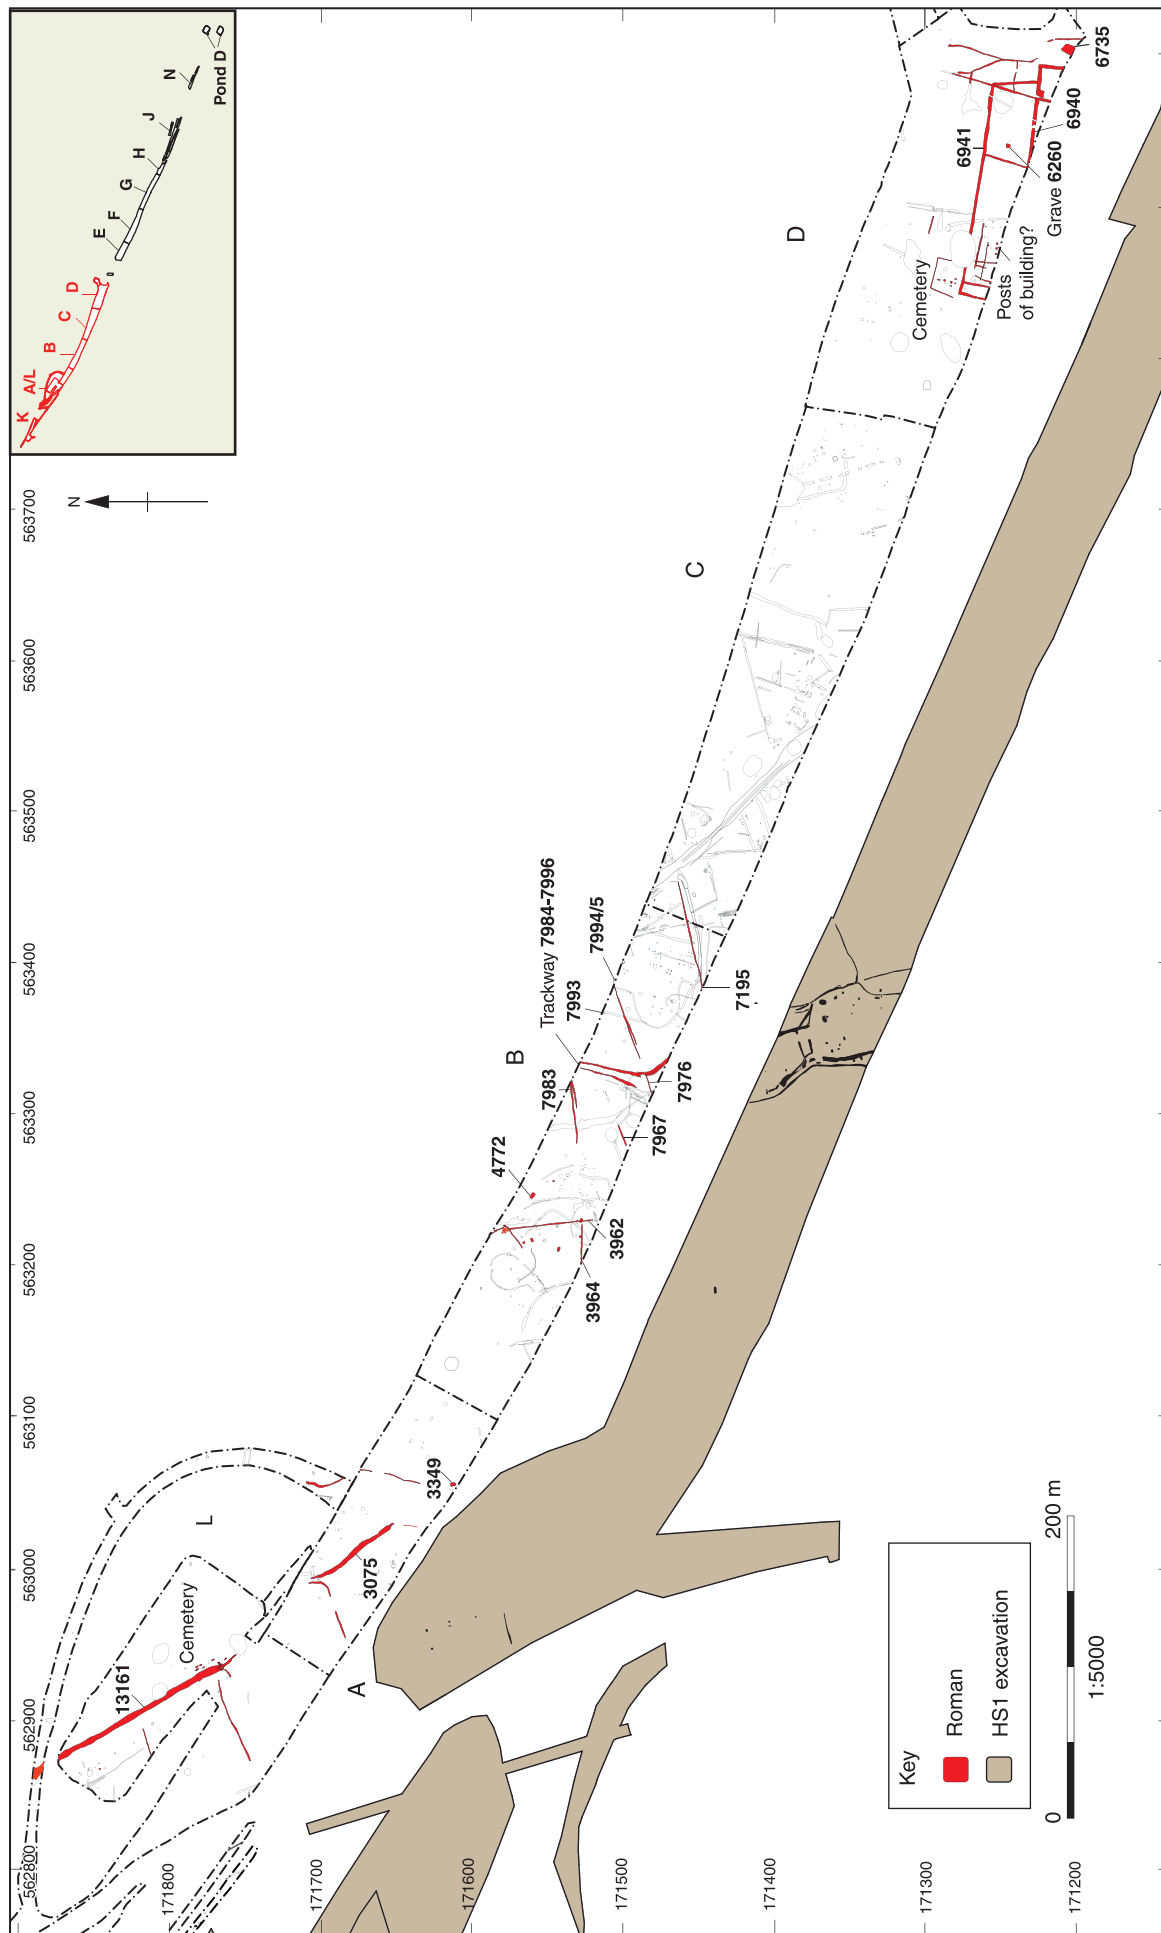 562800
562900
563000
563100
563200
563300
563400
563500
563600
563700
171800
171700
171600
171500
171400
171300
171200
N
K
A/L
B
C
D
E
F
G
H
J
N
Pond D
L
A
B
C
D
13161
Cemetery
3075
3349
4772
3964
3962
7983
7967
7976
Trackway 7984-7996
7993
7994/5
7195
Cemetery
Posts
of building?
6941
Grave 6260
6940
6735
Key
Roman
HS1 excavation
0
200 m
1:5000